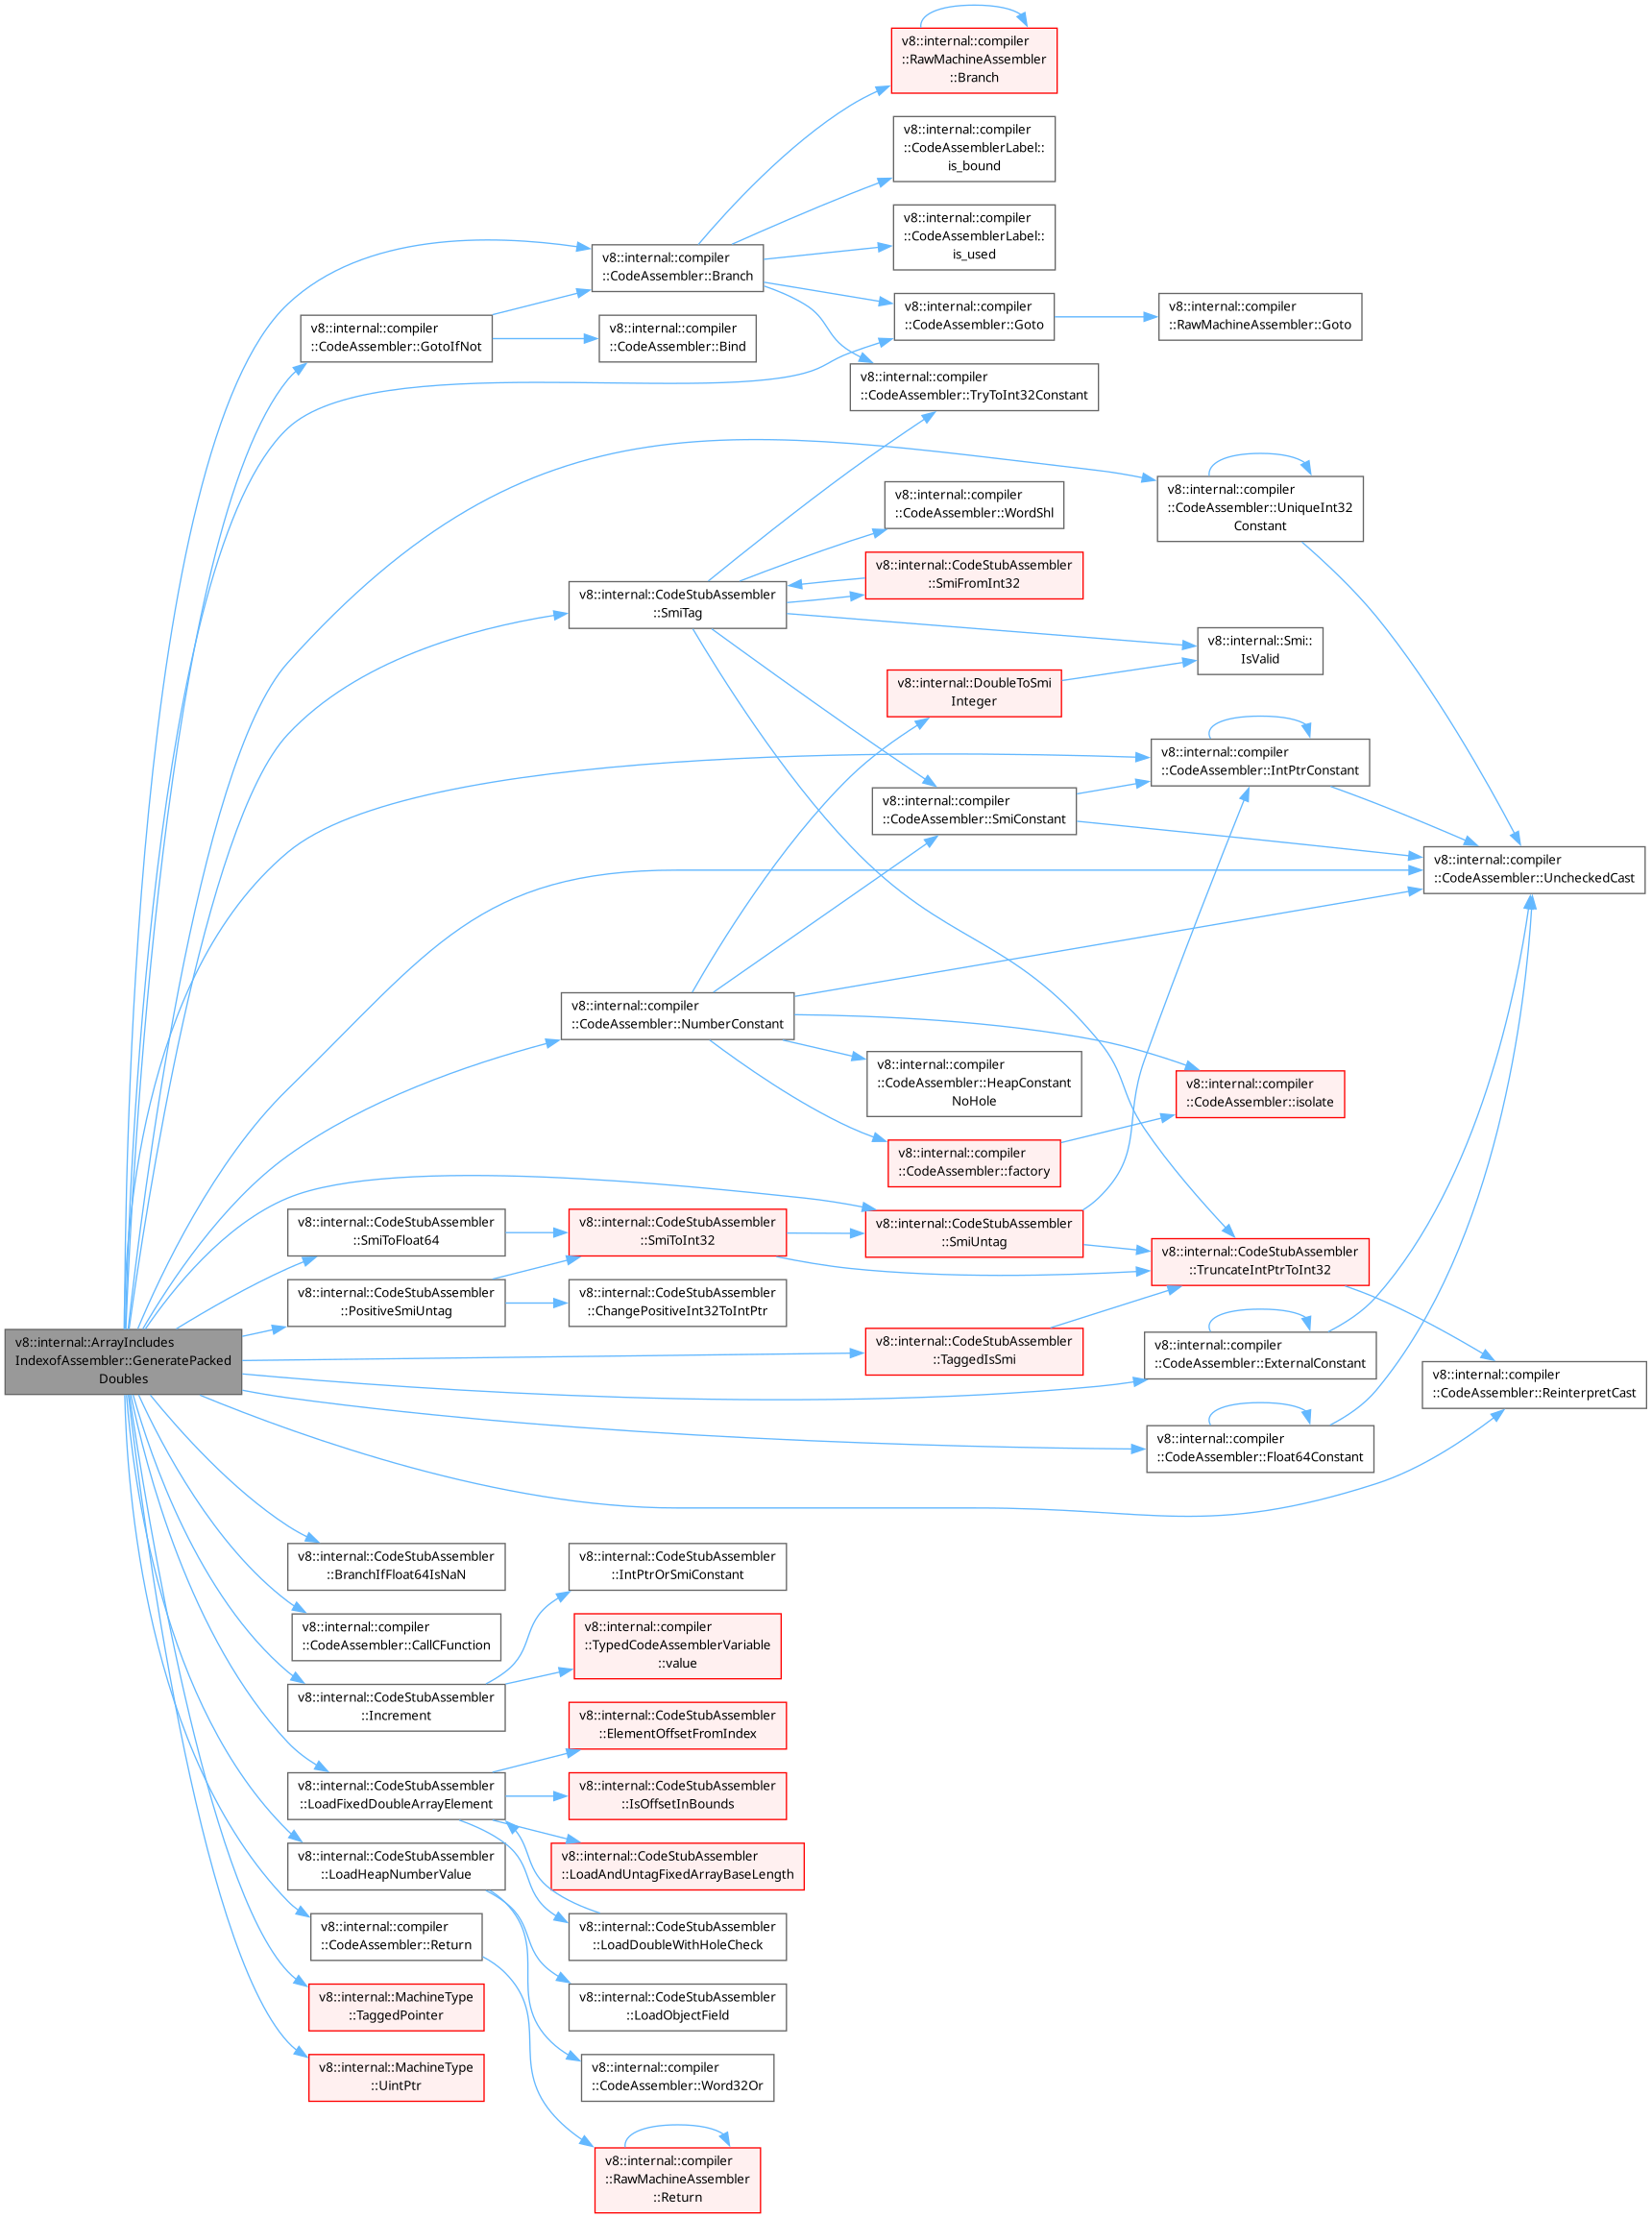 v8::internal::compiler
::RawMachineAssembler
::Branch
v8::internal::compiler
::CodeAssemblerLabel::
is_bound
v8::internal::compiler
::CodeAssemblerLabel::
is_used
v8::internal::compiler
::CodeAssembler::Branch
v8::internal::compiler
::CodeAssembler::Goto
v8::internal::compiler
::RawMachineAssembler::Goto
v8::internal::compiler
::CodeAssembler::GotoIfNot
v8::internal::compiler
::CodeAssembler::Bind
v8::internal::compiler
::CodeAssembler::TryToInt32Constant
v8::internal::compiler
::CodeAssembler::WordShl
v8::internal::compiler
::CodeAssembler::UniqueInt32
Constant
v8::internal::CodeStubAssembler
::SmiFromInt32
v8::internal::CodeStubAssembler
::SmiTag
v8::internal::Smi::
IsValid
v8::internal::DoubleToSmi
Integer
v8::internal::compiler
::CodeAssembler::IntPtrConstant
v8::internal::compiler
::CodeAssembler::SmiConstant
v8::internal::compiler
::CodeAssembler::UncheckedCast
v8::internal::compiler
::CodeAssembler::NumberConstant
v8::internal::compiler
::CodeAssembler::HeapConstant
NoHole
v8::internal::compiler
::CodeAssembler::isolate
v8::internal::compiler
::CodeAssembler::factory
v8::internal::CodeStubAssembler
::SmiToFloat64
v8::internal::CodeStubAssembler
::SmiToInt32
v8::internal::CodeStubAssembler
::SmiUntag
v8::internal::CodeStubAssembler
::TruncateIntPtrToInt32
v8::internal::CodeStubAssembler
::PositiveSmiUntag
v8::internal::CodeStubAssembler
::ChangePositiveInt32ToIntPtr
v8::internal::ArrayIncludes
IndexofAssembler::GeneratePacked
Doubles
v8::internal::CodeStubAssembler
::TaggedIsSmi
v8::internal::compiler
::CodeAssembler::ExternalConstant
v8::internal::compiler
::CodeAssembler::ReinterpretCast
v8::internal::compiler
::CodeAssembler::Float64Constant
v8::internal::CodeStubAssembler
::BranchIfFloat64IsNaN
v8::internal::CodeStubAssembler
::IntPtrOrSmiConstant
v8::internal::compiler
::CodeAssembler::CallCFunction
v8::internal::compiler
::TypedCodeAssemblerVariable
::value
v8::internal::CodeStubAssembler
::Increment
v8::internal::CodeStubAssembler
::ElementOffsetFromIndex
v8::internal::CodeStubAssembler
::LoadFixedDoubleArrayElement
v8::internal::CodeStubAssembler
::IsOffsetInBounds
v8::internal::CodeStubAssembler
::LoadHeapNumberValue
v8::internal::CodeStubAssembler
::LoadAndUntagFixedArrayBaseLength
v8::internal::compiler
::CodeAssembler::Return
v8::internal::CodeStubAssembler
::LoadDoubleWithHoleCheck
v8::internal::MachineType
::TaggedPointer
v8::internal::CodeStubAssembler
::LoadObjectField
v8::internal::MachineType
::UintPtr
v8::internal::compiler
::CodeAssembler::Word32Or
v8::internal::compiler
::RawMachineAssembler
::Return